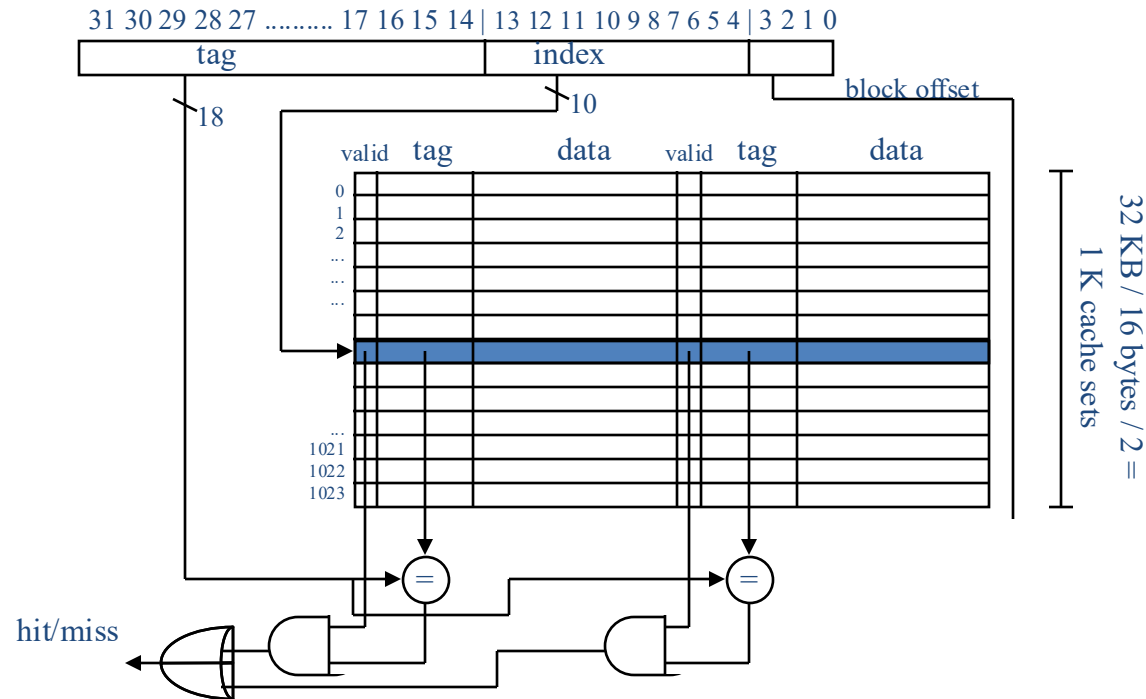 31 30 29 28 27 .......... 17 16 15 14 | 13 12 11 10 9 8 7 6 5 4 | 3 2 1 0
tag index
block offset
18 10
valid tag data valid tag data
0
1
2
...
...
...
...
1021
1022
1023
32 KB / 16 bytes / 2 =
1 K cache sets
= =
hit/miss